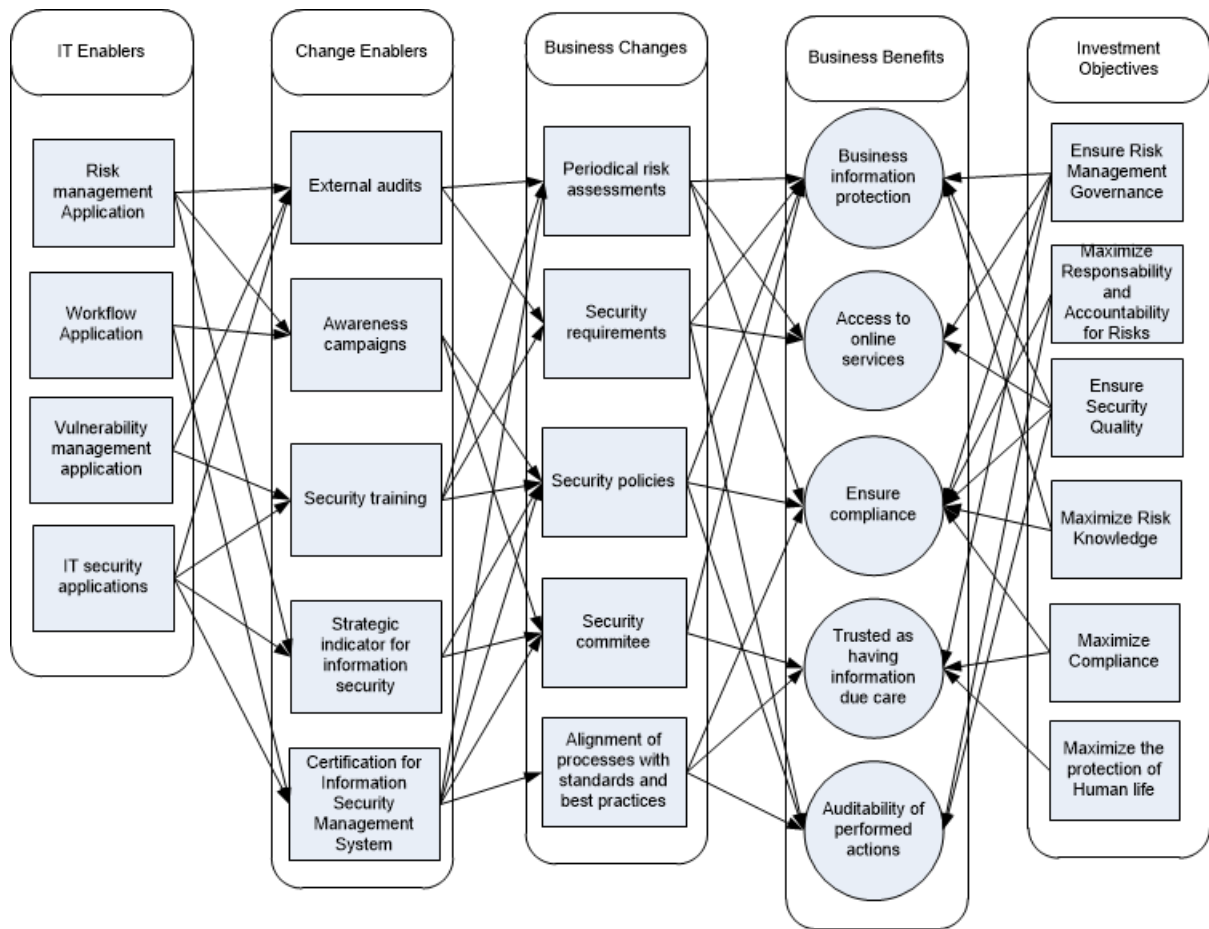 IT Enablers
Risk
management
Application
Workflow
Application
Vulnerability
management
application
IT security
applications
Change Enablers
External audits
Awareness
campaigns
Security training
Strategic
indicator for
information
security
Certification for
Information
Security
Management
System
Business Changes
Periodical risk
assessments
Security
requirements
Security policies
Security
commitee
Alignment of
processes with
standards and
best practices
Business Benefits
Business
information
protection
Access to
online
services
Ensure
compliance
Trusted as
having
information
due care
Auditability of
performed
actions
Investment
Objectives
Ensure Risk
Management
Governance
Maximize
Responsability and
Accountability
for Risks
Ensure
Security
Quality
Maximize Risk
Knowledge
Maximize
Compliance
Maximize the
protection of
Human life